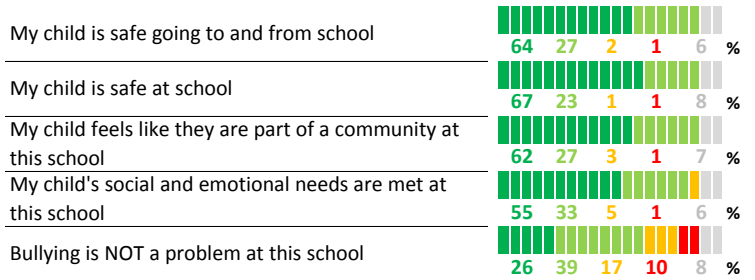 My child is safe going to and from school
64 27 2 1 6 %
My child is safe at school
67 23 1 1 8 %
My child feels like they are part of a community at
this school
62 27 3 1 7 %
My child's social and emotional needs are met at
this school
55 33 5 1 6 %
Bullying is NOT a problem at this school
26 39 17 10 8 %